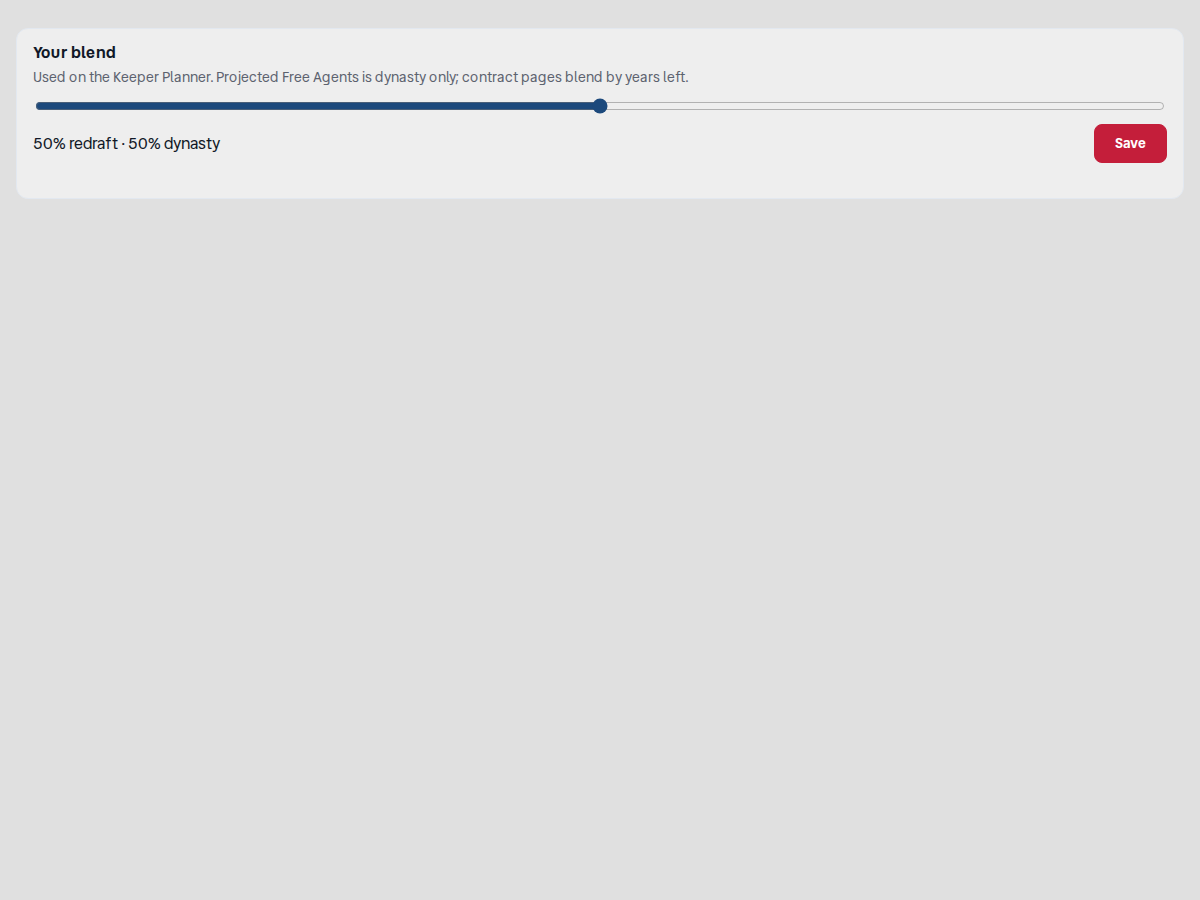 Your blend
Used on the Keeper Planner. Projected Free Agents is dynasty only; contract pages blend by years left.
50% redraft · 50% dynasty
Save